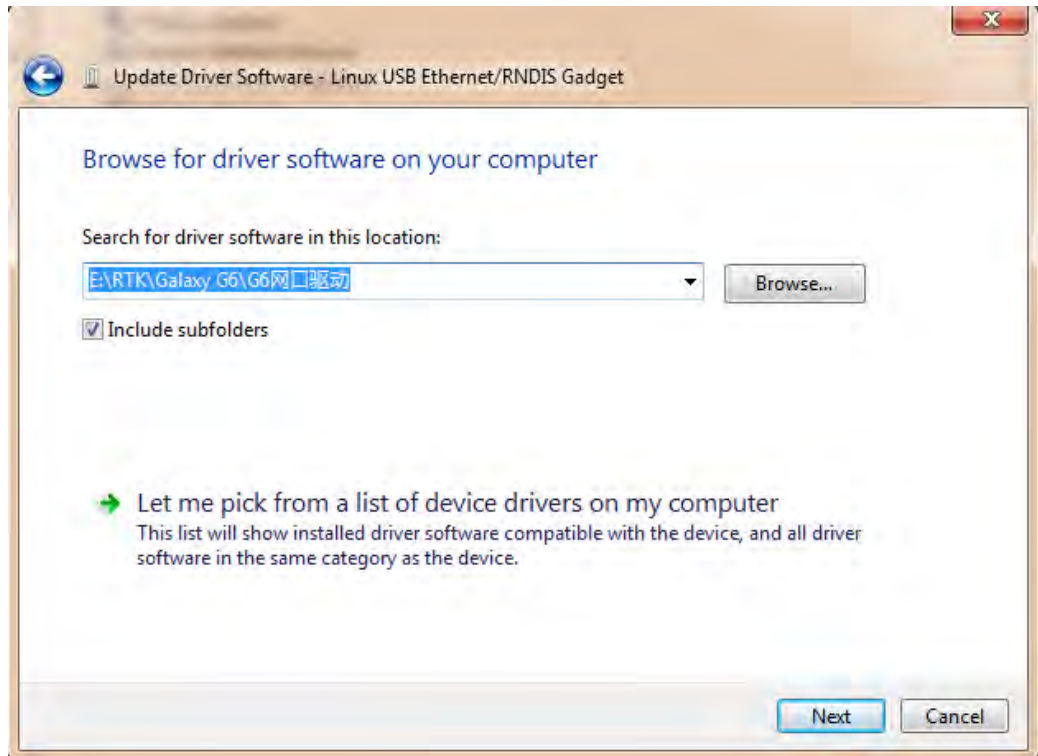 Update Driver Software - Linux USB Ethernet/RNDIS Gadget
Browse for driver software on your computer
Search for driver software in this location:
E:\RTK\Galaxy G6\G6网口驱动
Browse...
Include subfolders
Let me pick from a list of device drivers on my computer
This list will show installed driver software compatible with the device, and all driver
software in the same category as the device.
Next
Cancel